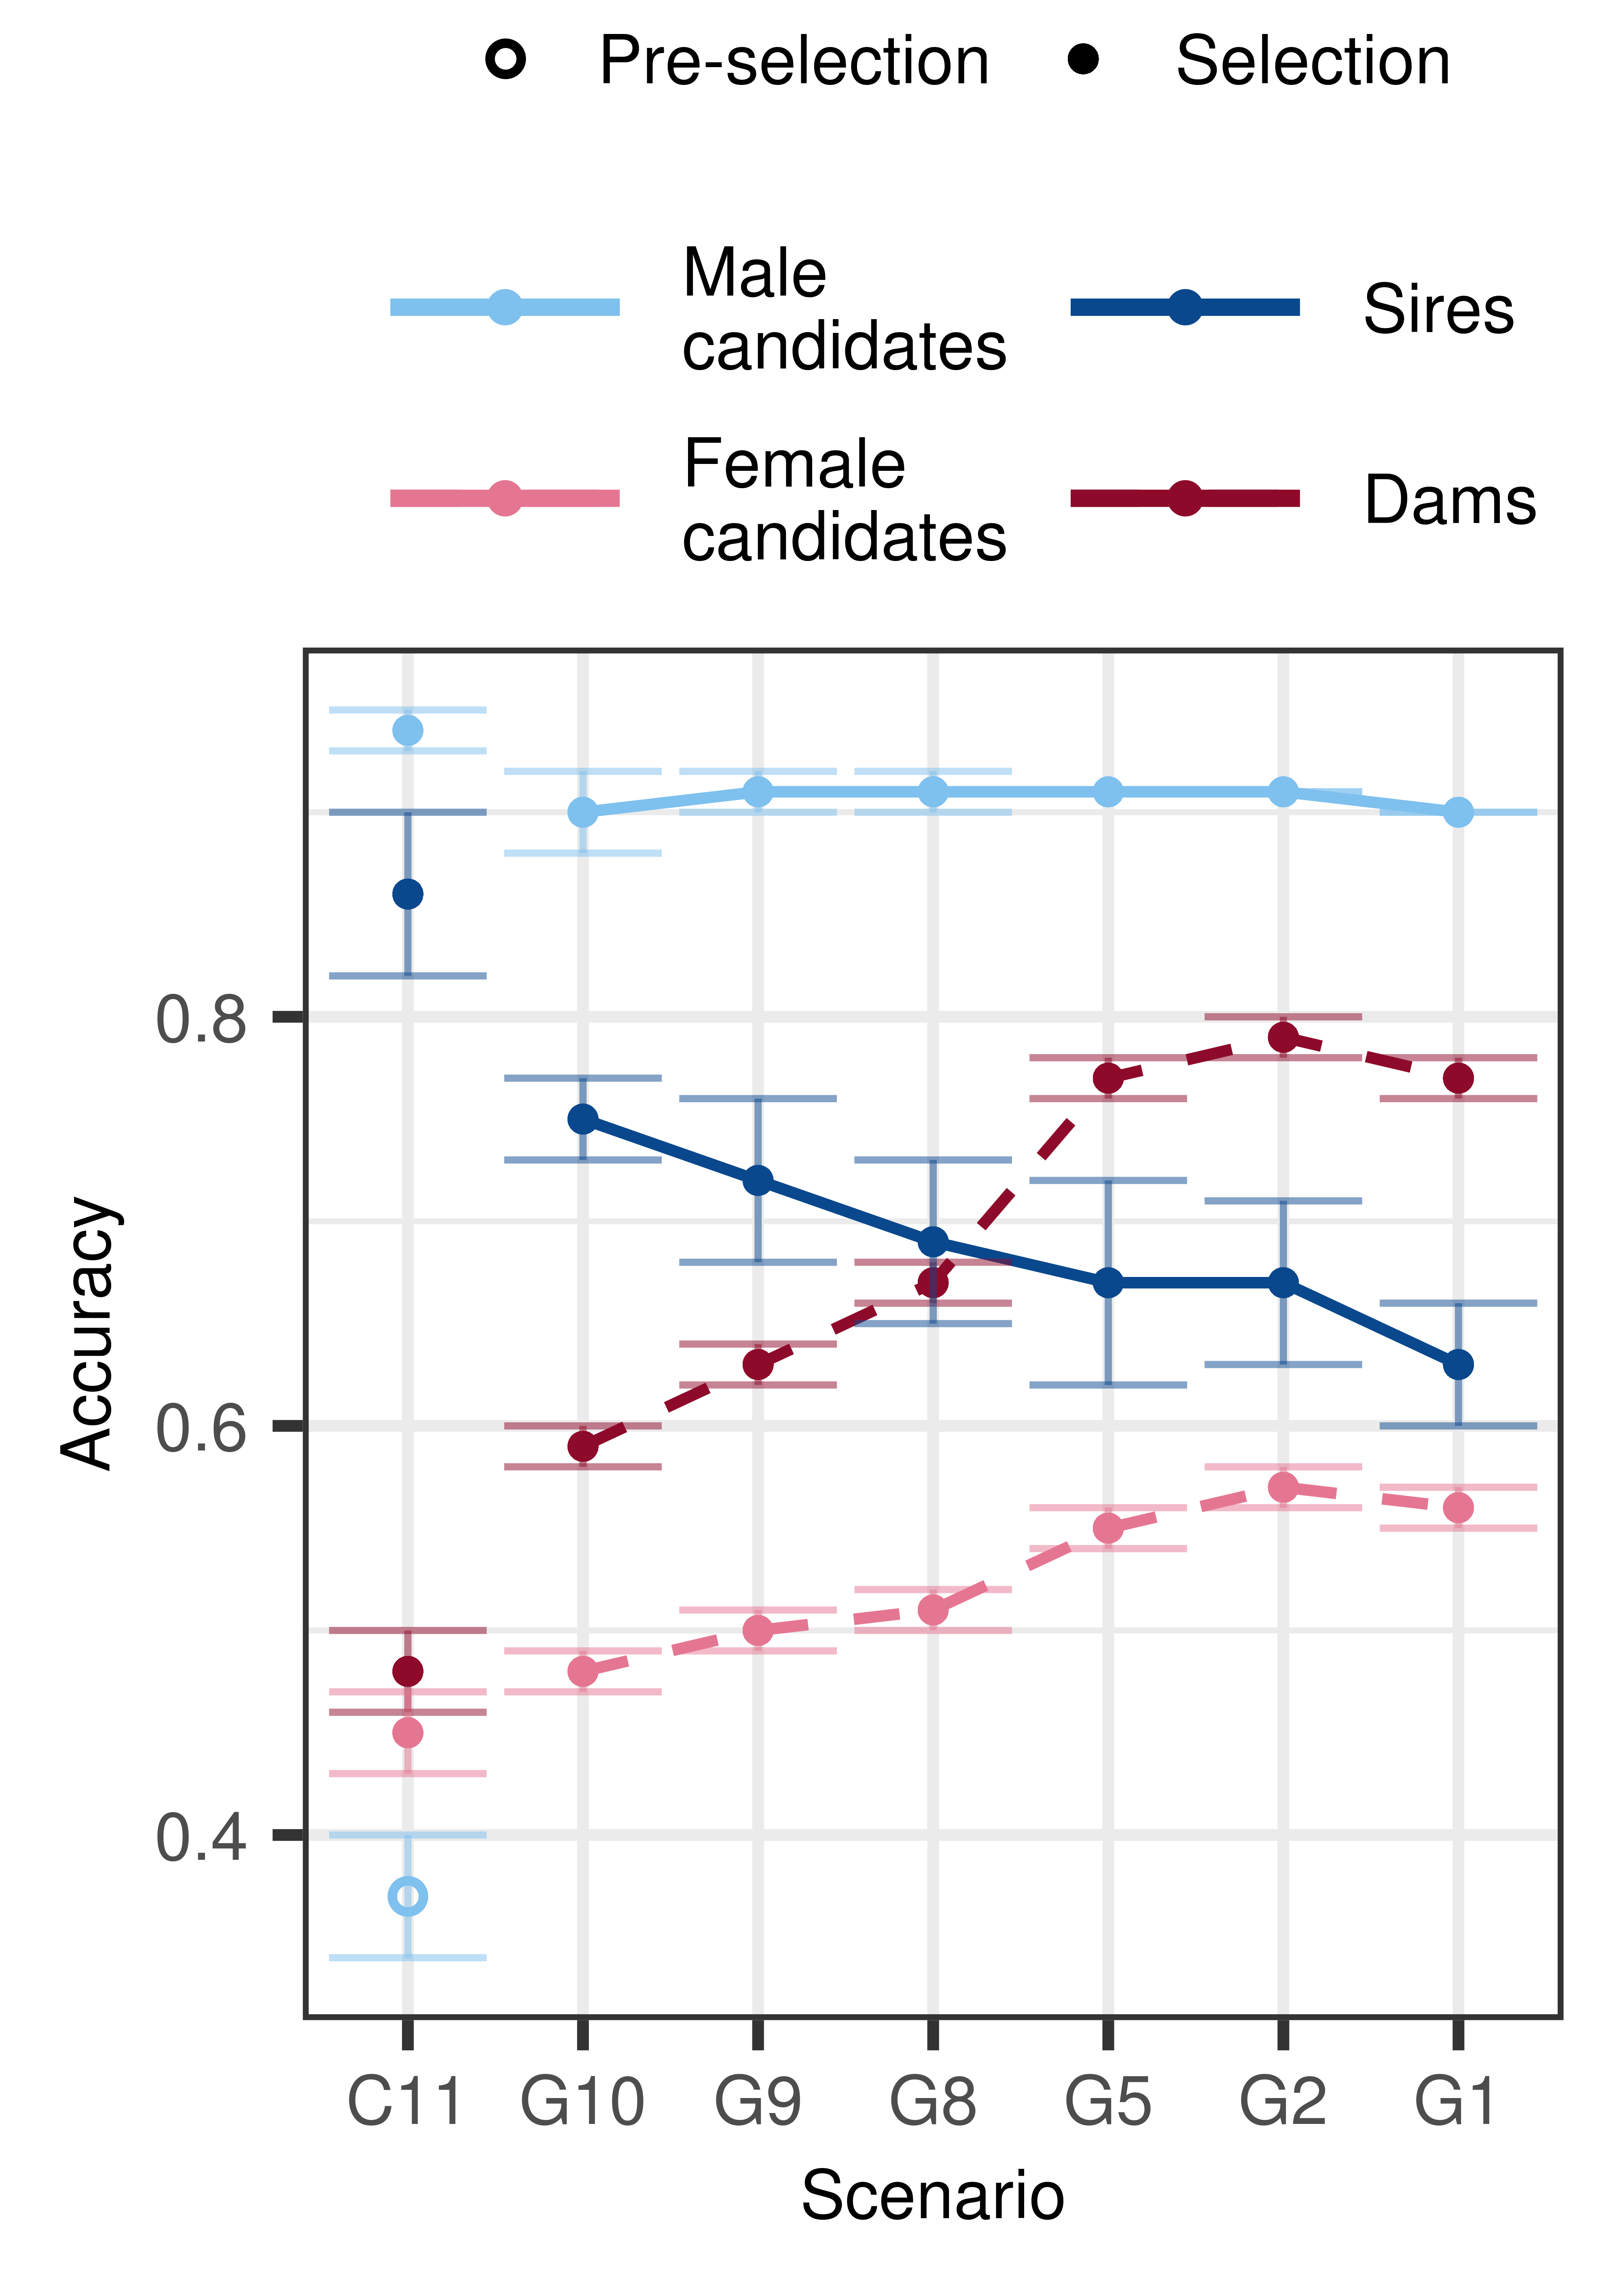 Pre-selection
Selection
Male
candidates
Sires
Female
candidates
Dams
Accuracy
0.8
0.6
0.4
C11
G10
G9
G8
G5
G2
G1
Scenario